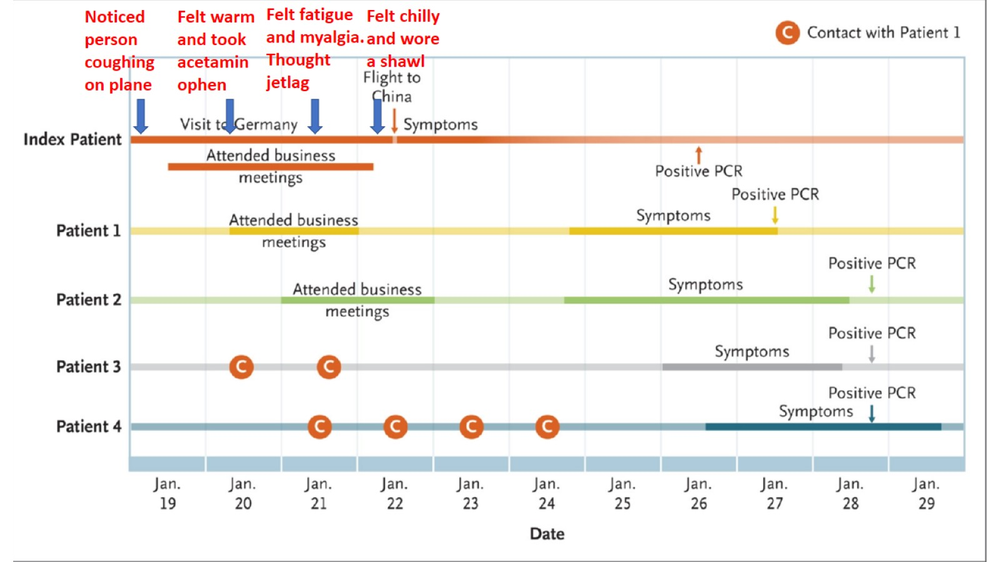 Noticed
person
coughing
on plane
Felt warm
and took
acetamin
ophen
Felt fatigue
and myalgia.
Thought
jetlag
Felt chilly
and wore
a shawl
C Contact with Patient 1
Flight to
China
Visit to Germany
Symptoms
Index Patient
Attended business
meetings
Positive PCR
Positive PCR
Patient 1
Attended business
meetings
Symptoms
Positive PCR
Patient 2
Attended business
meetings
Symptoms
Positive PCR
Patient 3
C C
Symptoms
Positive PCR
Patient 4
C C C C
Symptoms
Jan. Jan. Jan. Jan. Jan. Jan. Jan. Jan. Jan. Jan. Jan.
19 20 21 22 23 24 25 26 27 28 29
Date